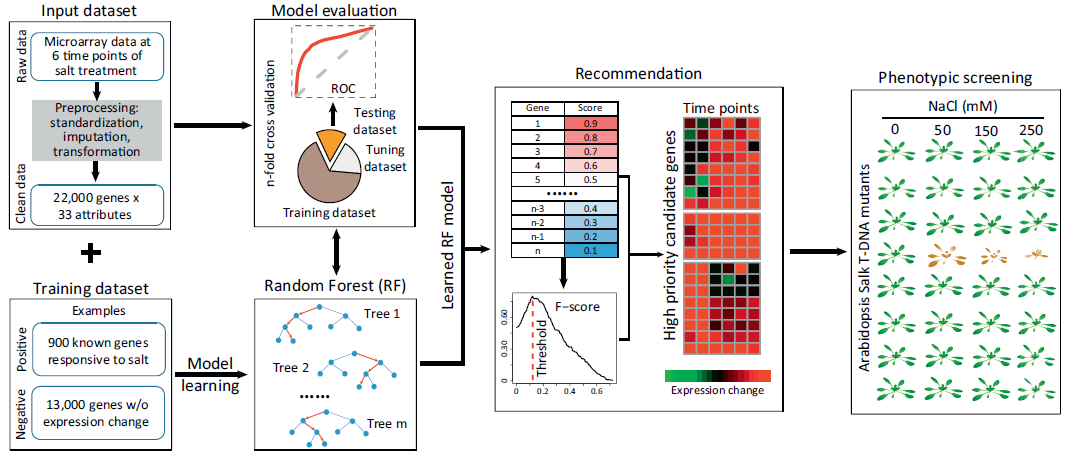 Input dataset
Raw data
Microarray data at
6 time points of
salt treatment
Preprocessing:
standardization,
imputation,
transformation
Clean data
22,000 genes x
33 attributes
+
Training dataset
Examples
Positive
900 known genes
responsive to salt
Negative
13,000 genes w/o
expression change
Model
learning
Model evaluation
n-fold cross validation
ROC
Testing
dataset
Tuning
dataset
Training dataset
Random Forest (RF)
Tree 1
Tree 2
......
Tree m
Learned RF model
Recommendation
Gene Score
1 0.9
2 0.8
3 0.7
4 0.6
5 0.5
......
n-3 0.4
n-2 0.3
n-1 0.2
n 0.1
F-score
Threshold
0.60
0.30
0
0 0.2 0.4 0.6
Time points
High priority candidate genes
Expression change
Phenotypic screening
NaCl (mM)
0 50 150 250
Arabidopsis Salk T-DNA mutants